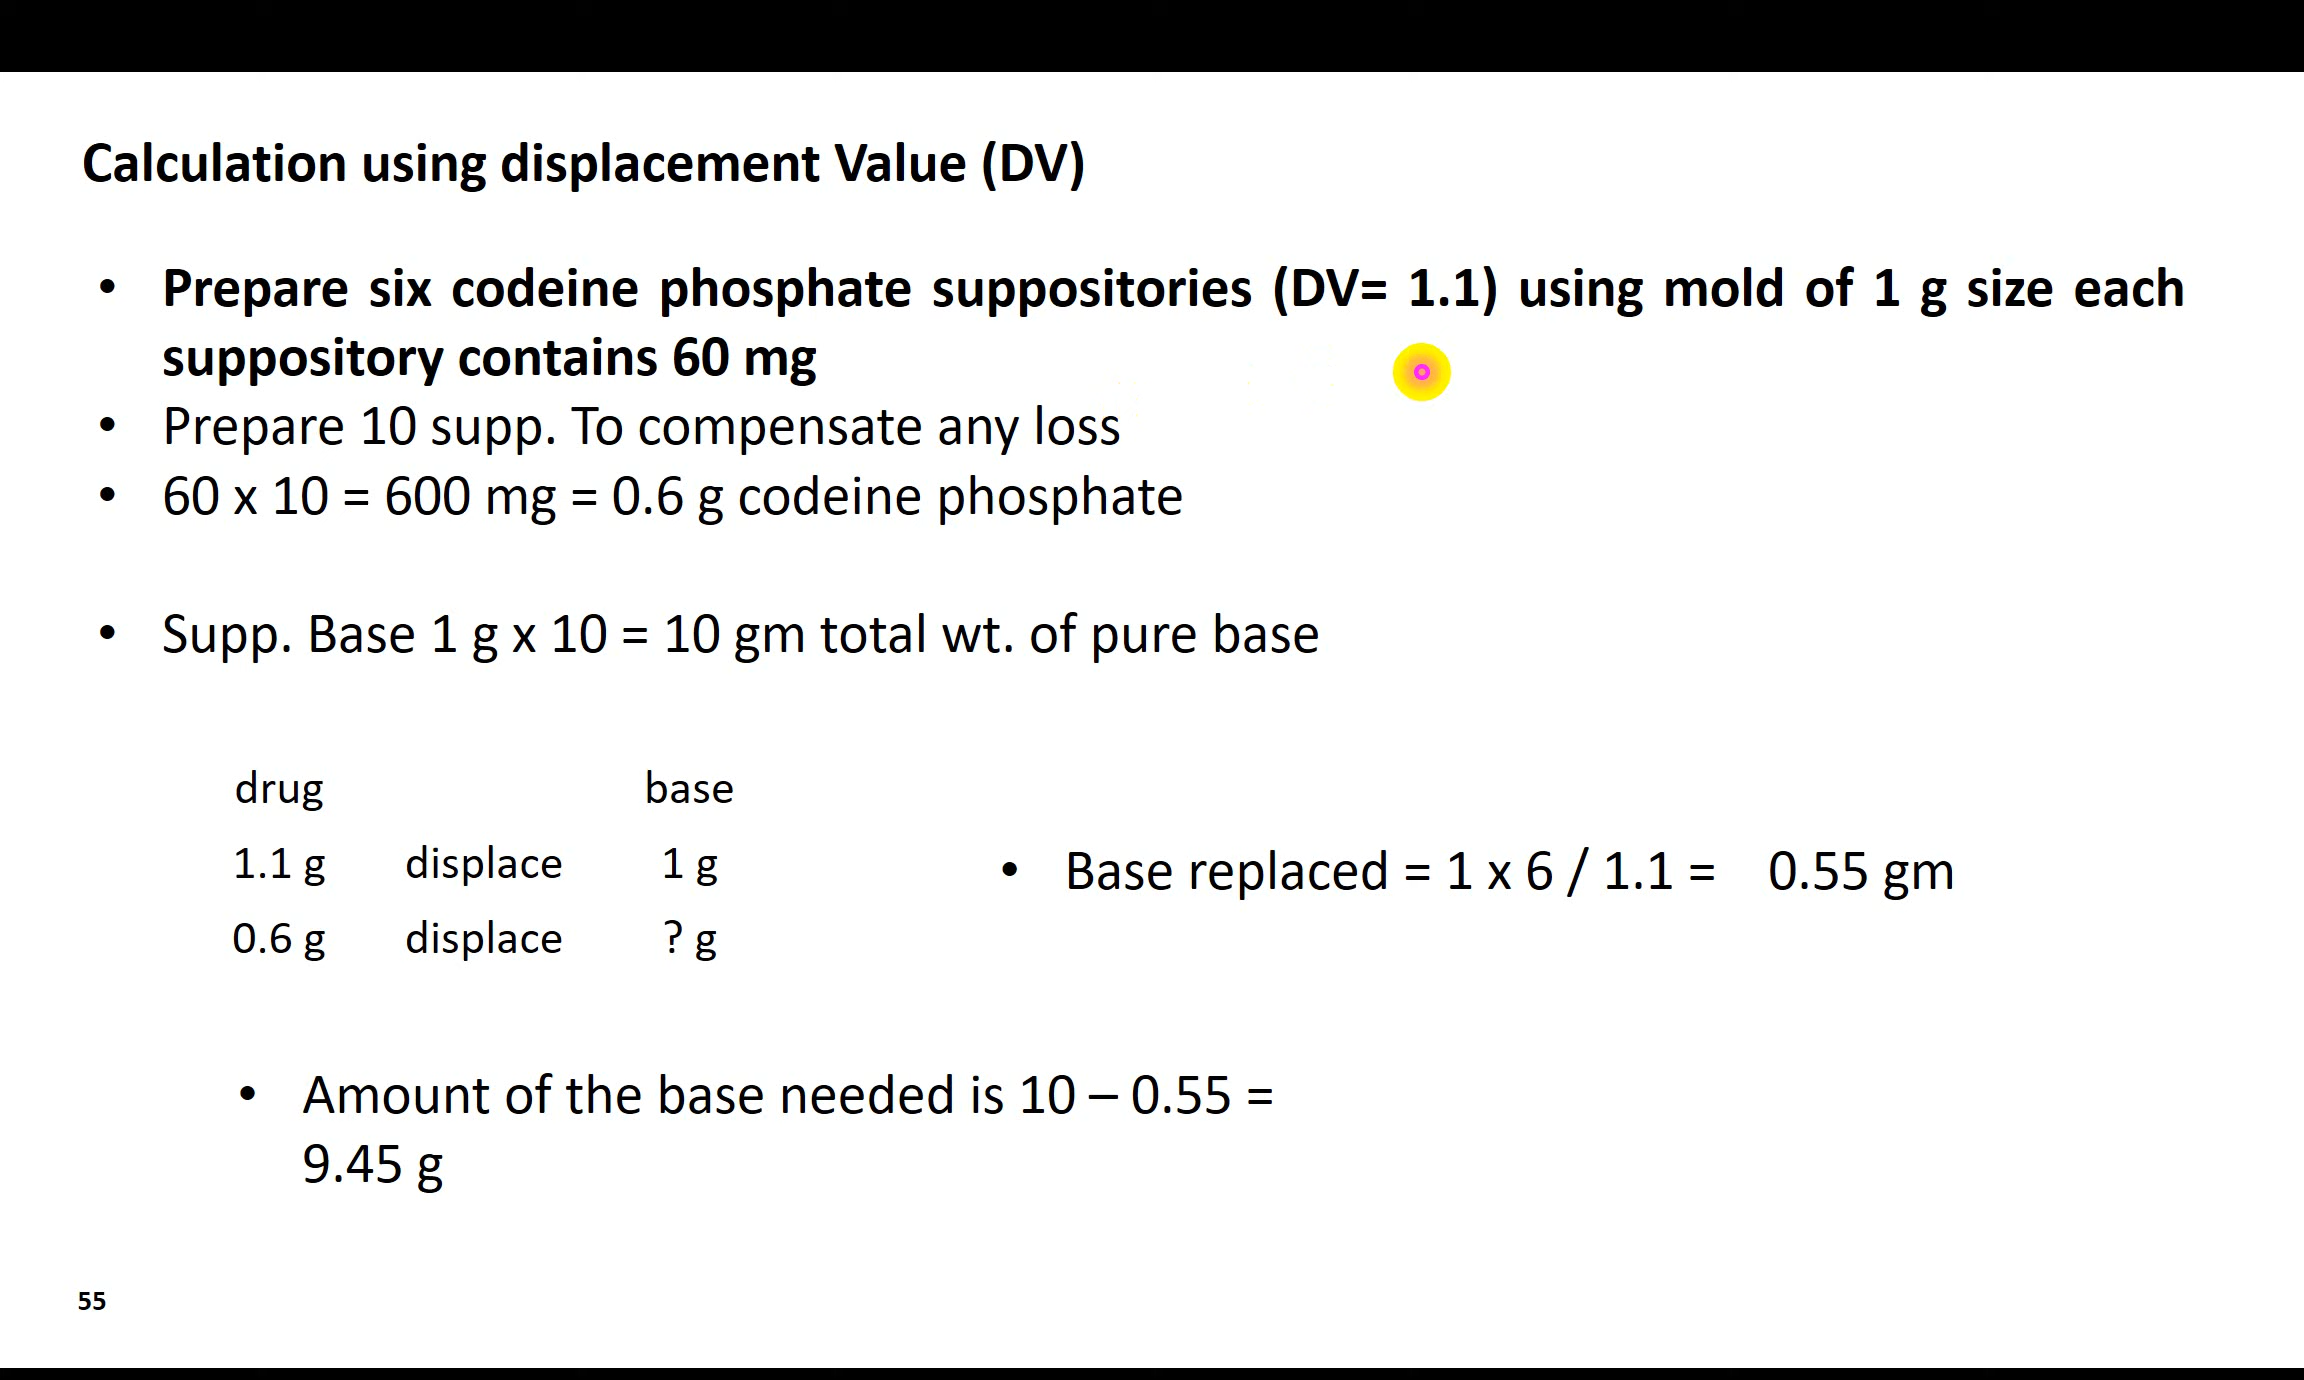 Calculation using displacement Value (DV)
• Prepare six codeine phosphate suppositories (DV= 1.1) using mold of 1 g size each
suppository contains 60 mg
• Prepare 10 supp. To compensate any loss
• 60 x 10 = 600 mg = 0.6 g codeine phosphate
• Supp. Base 1 g x 10 = 10 gm total wt. of pure base
drug base
1.1 g displace 1 g
0.6 g displace ? g
• Base replaced = 1 x 6 / 1.1 = 0.55 gm
• Amount of the base needed is 10 – 0.55 =
9.45 g
55